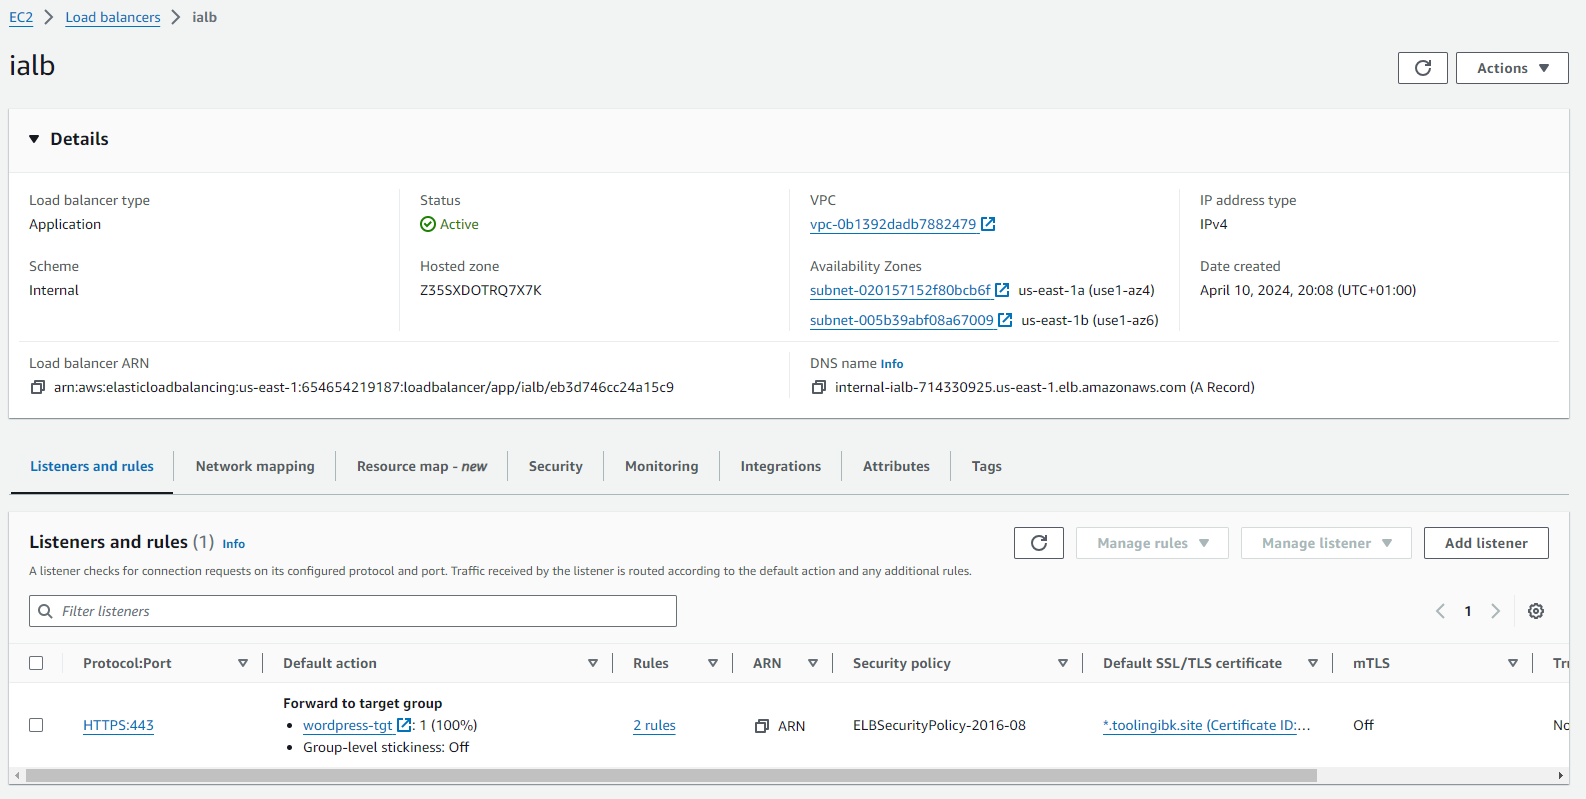 EC2 > Load balancers > ialb
ialb
Actions
Details
Load balancer type
Application
Status
Active
VPC
vpc-0b1392dadb7882479
IP address type
IPv4
Scheme
Internal
Hosted zone
Z35SXDOTRQ7X7K
Availability Zones
subnet-020157152f80bcb6f us-east-1a (use1-az4)
subnet-005b39abf08a67009 us-east-1b (use1-az6)
Date created
April 10, 2024, 20:08 (UTC+01:00)
Load balancer ARN
arn:aws:elasticloadbalancing:us-east-1:654654219187:loadbalancer/app/ialb/eb3d746cc24a15c9
DNS name Info
internal-ialb-714330925.us-east-1.elb.amazonaws.com (A Record)
Listeners and rules Network mapping Resource map - new Security Monitoring Integrations Attributes Tags
Listeners and rules (1) Info
Manage rules Manage listener Add listener
A listener checks for connection requests on its configured protocol and port. Traffic received by the listener is routed according to the default action and any additional rules.
Filter listeners
1
Protocol:Port Default action Rules ARN Security policy Default SSL/TLS certificate mTLS Tru
Forward to target group
HTTPS:443 • wordpress-tgt : 1 (100%) 2 rules ARN ELBSecurityPolicy-2016-08 *.toolingibk.site (Certificate ID:... Off No
• Group-level stickiness: Off